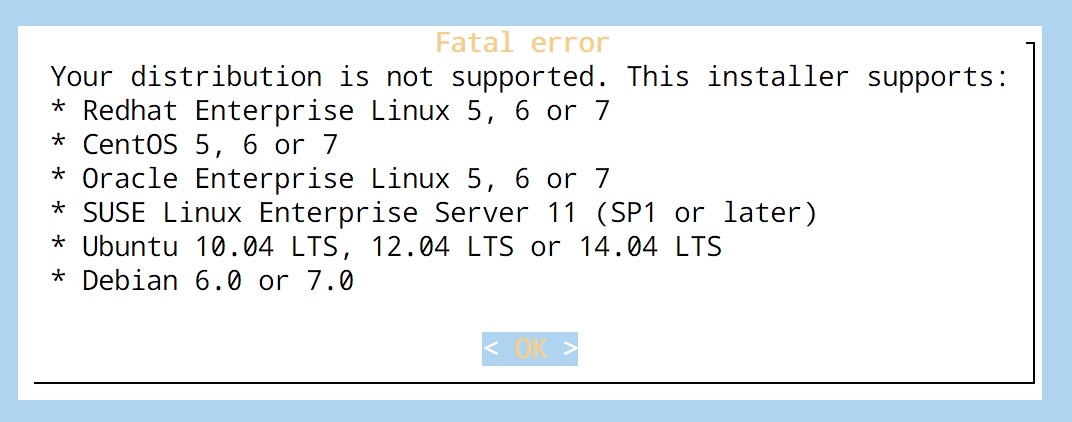 Fatal error
Your distribution is not supported. This installer supports:
* Redhat Enterprise Linux 5, 6 or 7
* CentOS 5, 6 or 7
* Oracle Enterprise Linux 5, 6 or 7
* SUSE Linux Enterprise Server 11 (SP1 or later)
* Ubuntu 10.04 LTS, 12.04 LTS or 14.04 LTS
* Debian 6.0 or 7.0
< OK >